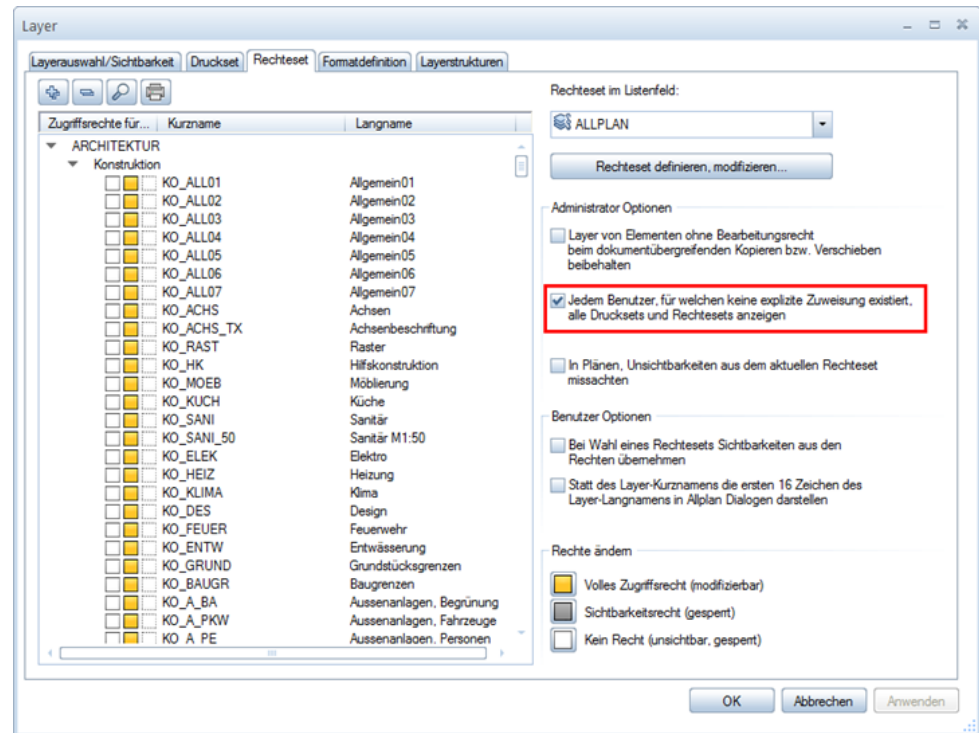 Layer
Layerauswahl/Sichtbarkeit Druckset Rechteset Formatdefinition Layerstrukturen
Zugriffsrechte für... Kurzname Langname
ARCHITEKTUR
Konstruktion
KO_ALL01 Allgemein01
KO_ALL02 Allgemein02
KO_ALL03 Allgemein03
KO_ALL04 Allgemein04
KO_ALL05 Allgemein05
KO_ALL06 Allgemein06
KO_ALL07 Allgemein07
KO_ACHS Achsen
KO_ACHS_TX Achsenbeschriftung
KO_RAST Raster
KO_HK Hilfskonstruktion
KO_MOEB Möblierung
KO_KUCH Küche
KO_SANI Sanitär
KO_SANI_50 Sanitär M1:50
KO_ELEK Elektro
KO_HEIZ Heizung
KO_KLIMA Klima
KO_DES Design
KO_FEUER Feuerwehr
KO_ENTW Entwässerung
KO_GRUND Grundstücksgrenzen
KO_BAUGR Baugrenzen
KO_A_BA Aussenanlagen, Begrünung
KO_A_PKW Aussenanlagen, Fahrzeuge
KO_A_PE Aussenanlagen, Personen
Rechteset im Listenfeld:
ALLPLAN
Rechteset definieren, modifizieren...
Administrator Optionen
Layer von Elementen ohne Bearbeitungsrecht
beim dokumentübergreifenden Kopieren bzw. Verschieben
beibehalten
Jedem Benutzer, für welchen keine explizite Zuweisung existiert,
alle Drucksets und Rechtesets anzeigen
In Plänen, Unsichtbarkeiten aus dem aktuellen Rechteset
missachten
Benutzer Optionen
Bei Wahl eines Rechtesets Sichtbarkeiten aus den
Rechten übernehmen
Statt des Layer-Kurznamens die ersten 16 Zeichen des
Layer-Langnamens in Allplan Dialogen darstellen
Rechte ändern
Volles Zugriffsrecht (modifizierbar)
Sichtbarkeitsrecht (gesperrt)
Kein Recht (unsichtbar, gesperrt)
OK Abbrechen Anwenden